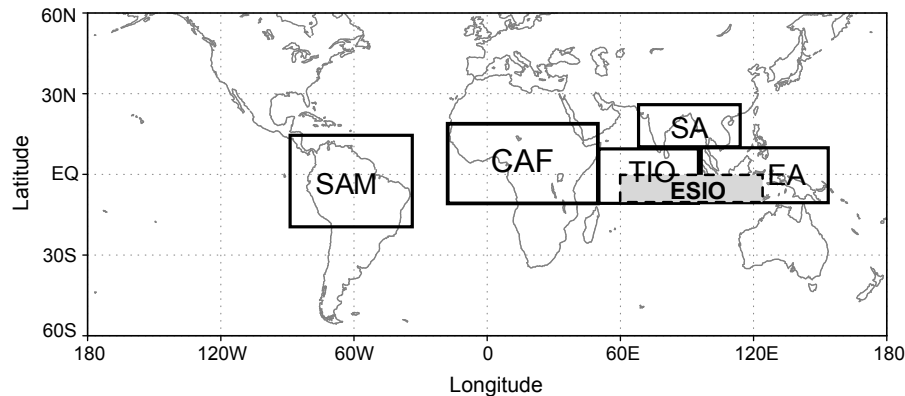 60N
30N
EQ
30S
60S
Latitude
SAM
CAF
TIO
SA
EA
ESIO
180
120W
60W
0
60E
120E
180
Longitude